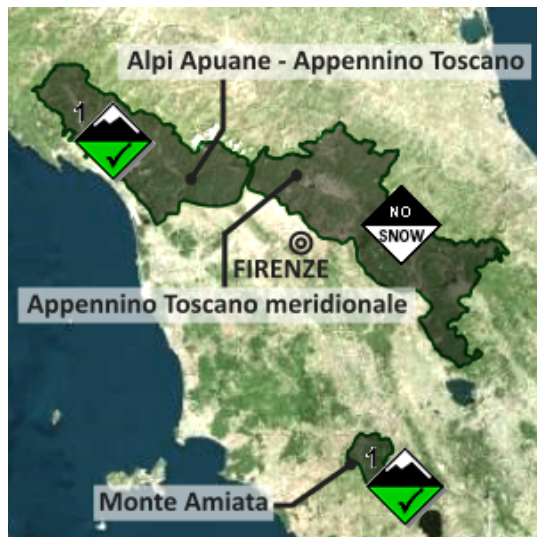 Alpi Apuane - Appennino Toscano
1
NO
SNOW
FIRENZE
Appennino Toscano meridionale
1
Monte Amiata